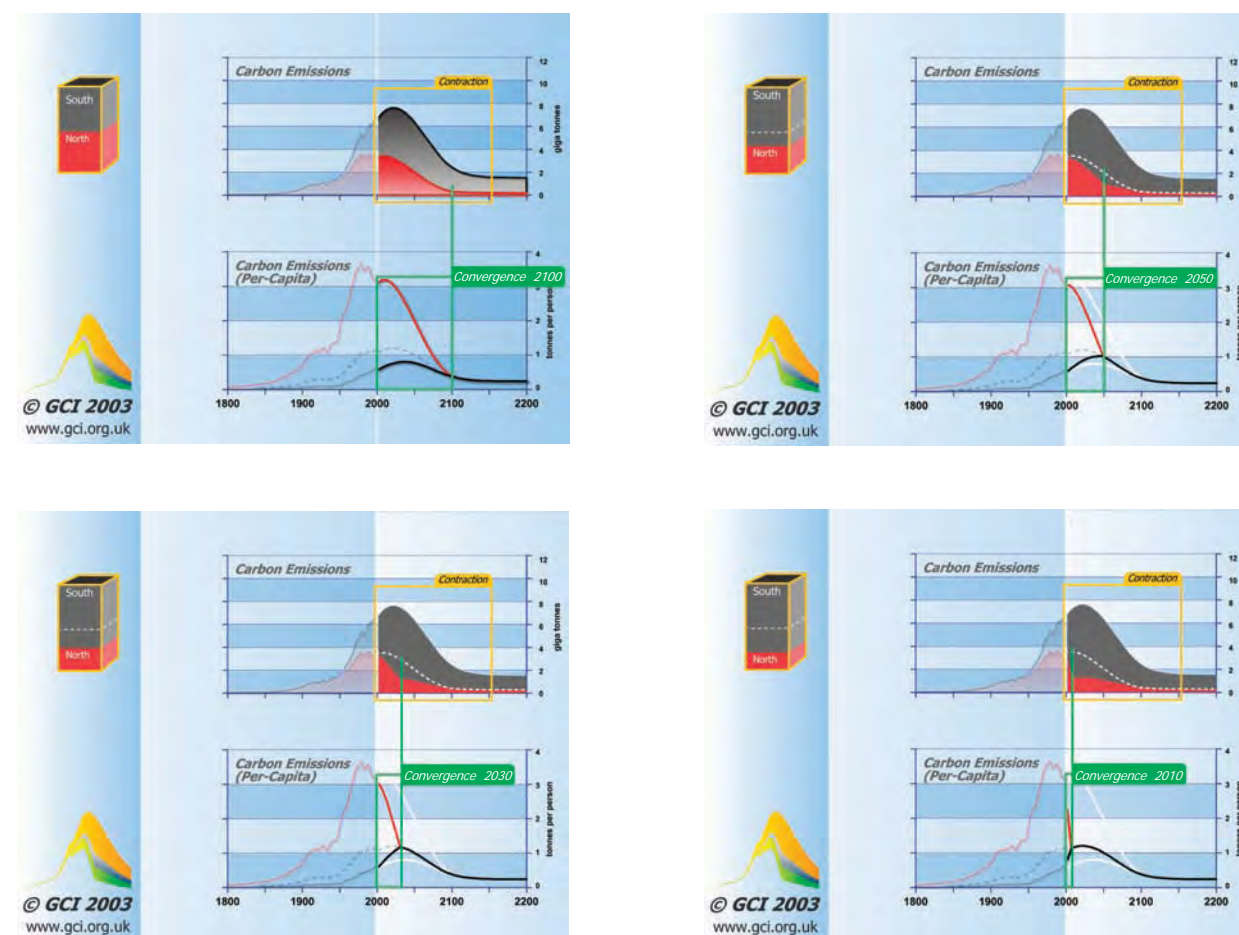 Carbon Emissions
Contraction
South
North
12
10
8
6
4
2
0
giga tonnes
Carbon Emissions
(Per-Capita)
Convergence 2100
4
3
2
1
0
tonnes per person
1800 1900 2000 2100 2200
© GCI 2003
www.gci.org.uk
Carbon Emissions
Contraction
South
North
12
10
8
6
4
2
0
Carbon Emissions
(Per-Capita)
Convergence 2050
4
3
2
1
0
1800 1900 2000 2100 2200
© GCI 2003
www.gci.org.uk
Carbon Emissions
Contraction
South
North
12
10
8
6
4
2
0
giga tonnes
Carbon Emissions
(Per-Capita)
Convergence 2030
4
3
2
1
0
tonnes per person
1800 1900 2000 2100 2200
© GCI 2003
www.gci.org.uk
Carbon Emissions
Contraction
South
North
12
10
8
6
4
2
0
Carbon Emissions
(Per-Capita)
Convergence 2010
4
3
2
1
0
1800 1900 2000 2100 2200
© GCI 2003
www.gci.org.uk